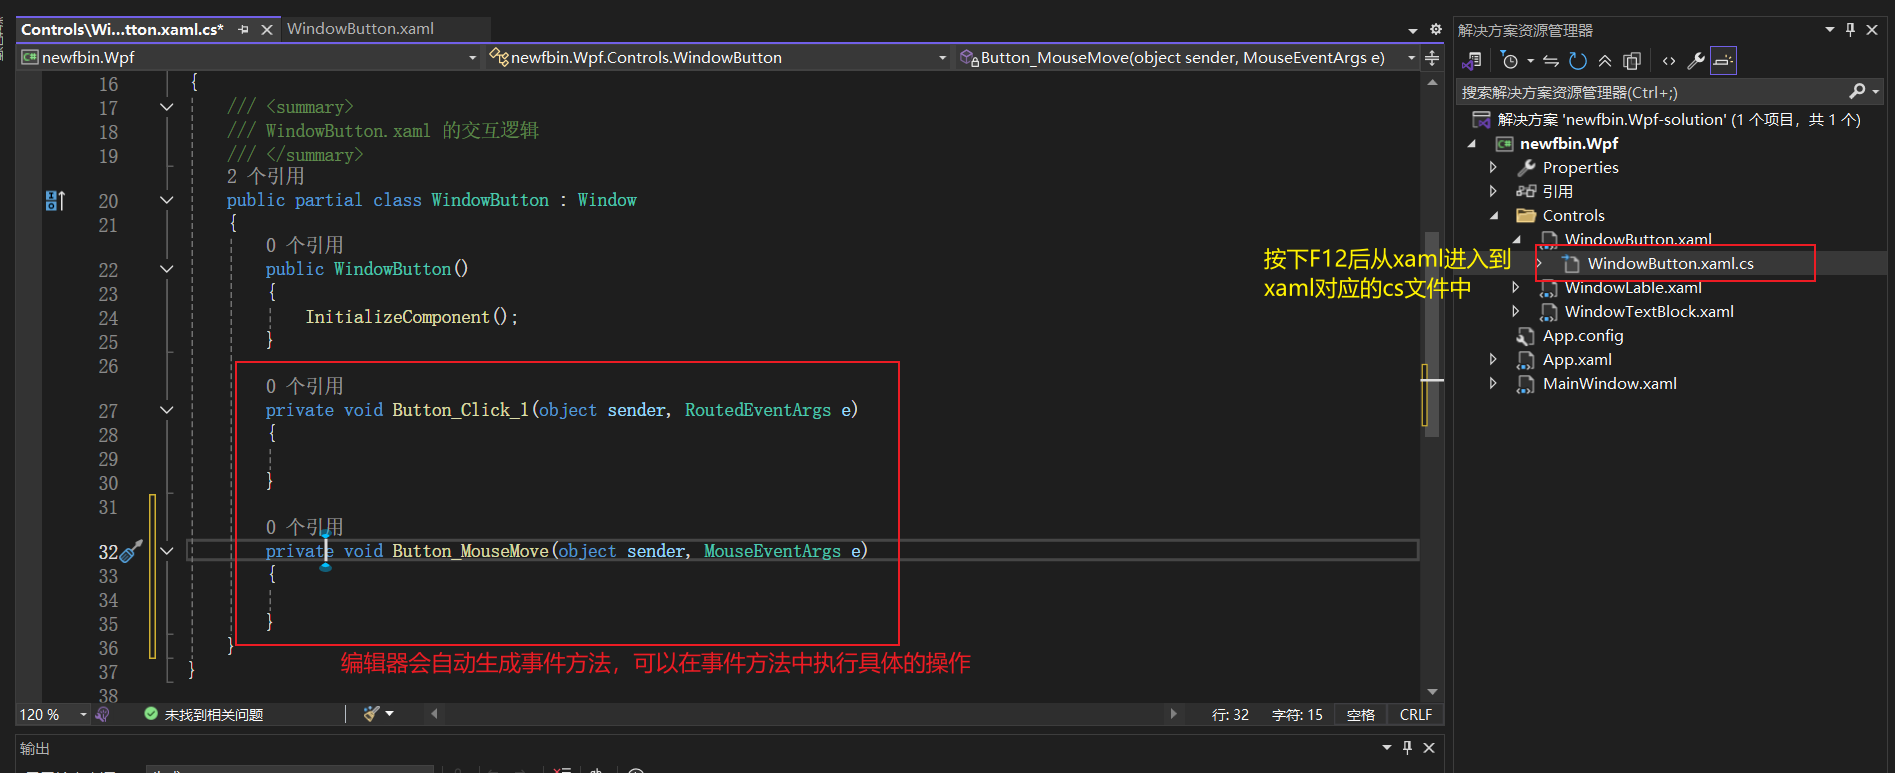 Controls\Wi...tton.xaml.cs*
WindowButton.xaml
newfbin.Wpf
newfbin.Wpf.Controls.WindowButton
Button_MouseMove(object sender, MouseEventArgs e)
16 {
17 /// <summary>
18 /// WindowButton.xaml 的交互逻辑
19 /// </summary>
2 个引用
20 public partial class WindowButton : Window
21 {
0 个引用
22 public WindowButton()
23 {
24 InitializeComponent();
25 }
26
0 个引用
27 private void Button_Click_1(object sender, RoutedEventArgs e)
28 {
29
30 }
31
0 个引用
32 private void Button_MouseMove(object sender, MouseEventArgs e)
33 {
34
35 }
36 }
编辑器会自动生成事件方法，可以在事件方法中执行具体的操作
37 }
38
120 %
未找到相关问题
行: 32
字符: 15
空格
CRLF
输出
按下F12后从xaml进入到
xaml对应的cs文件中
解决方案资源管理器
搜索解决方案资源管理器(Ctrl+;)
解决方案 'newfbin.Wpf-solution' (1 个项目，共 1 个)
newfbin.Wpf
Properties
引用
Controls
WindowButton.xaml
WindowButton.xaml.cs
WindowLable.xaml
WindowTextBlock.xaml
App.config
App.xaml
MainWindow.xaml